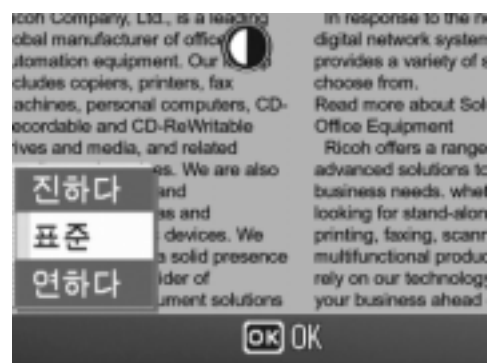 icoh Company, Ltd., is a leading
obal manufacturer of office
utomation equipment. Our
cludes copiers, printers, fax
achines, personal computers, CD-
ecordable and CD-ReWritable
rives and media, and related
es. We are also
and
as and
devices. We
a solid presence
ider of
ument solutions
In response to the
digital network system
provides a variety of s
choose from.
Read more about Sol
Office Equipment
Ricoh offers a range
advanced solutions to
business needs. whet
looking for stand-alon
printing, faxing, scann
multifunctional produc
rely on our technology
your business ahead
진하다
표준
연하다
OK OK